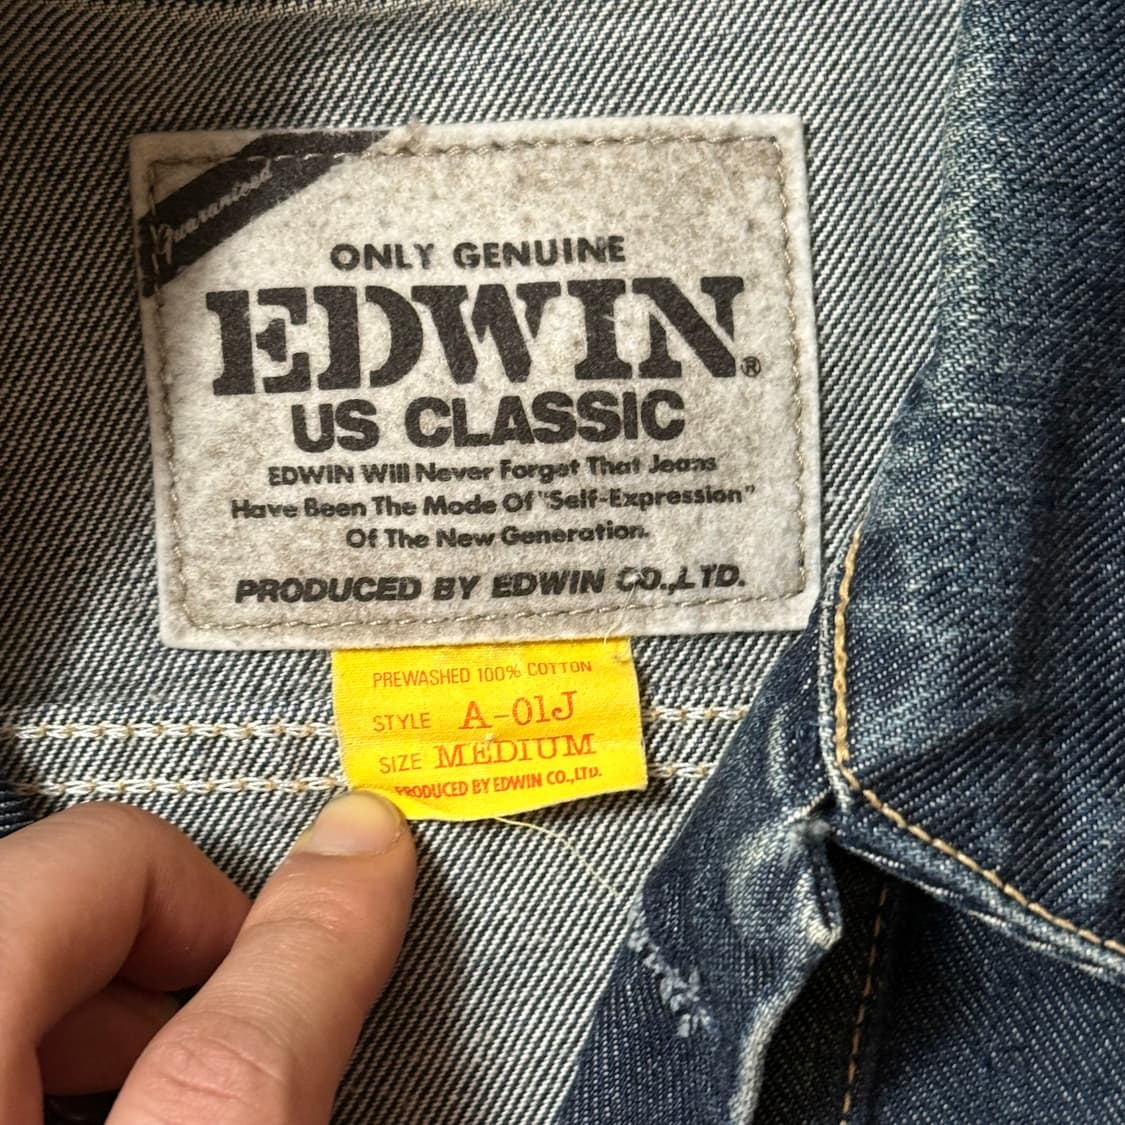 Guaranteed
ONLY GENUINE
EDWIN®
US CLASSIC
EDWIN Will Never Forget That Jeans
Have Been The Mode Of "Self-Expression"
Of The New Generation.
PRODUCED BY EDWIN CO.,LTD.
PREWASHED 100% COTTON
STYLE A-01J
SIZE MEDIUM
PRODUCED BY EDWIN CO.,LTD.